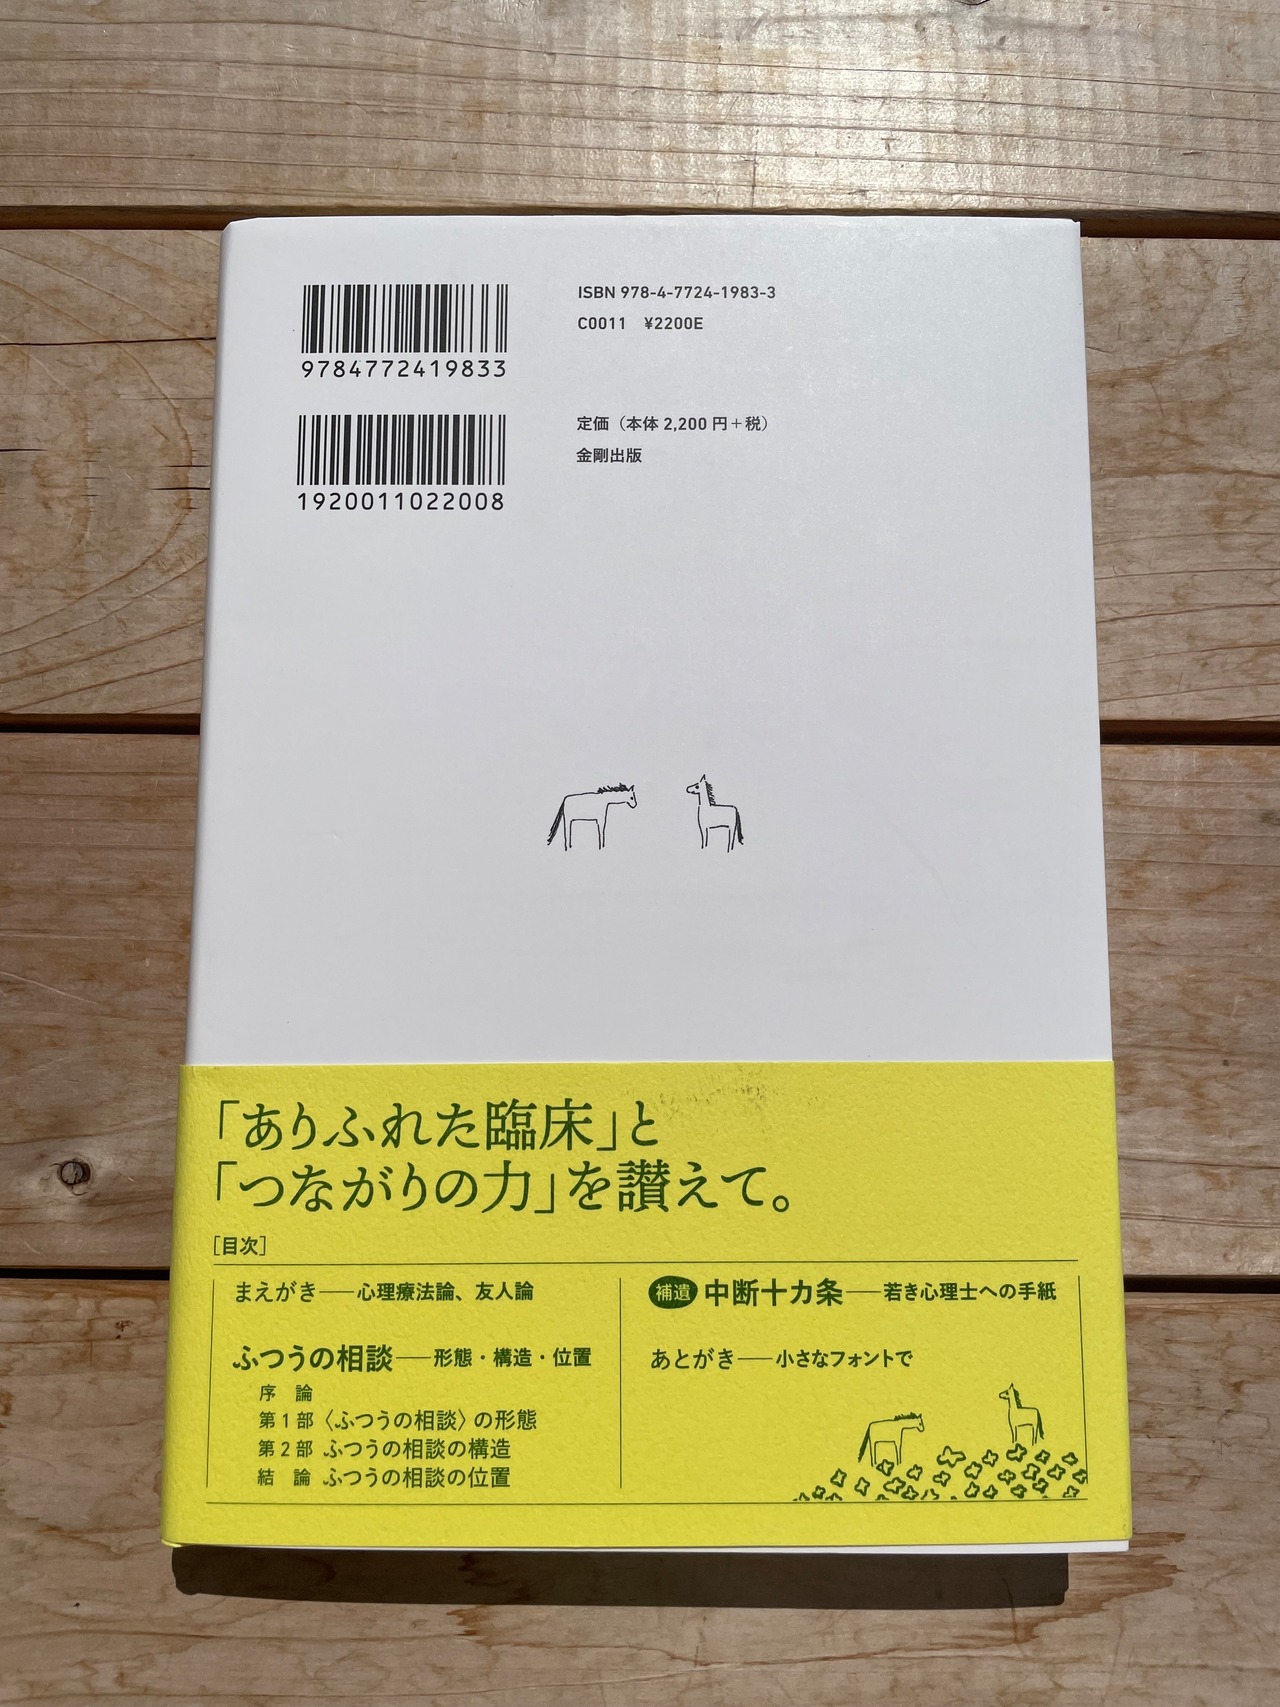 9784772419833
ISBN 978-4-7724-1983-3
C0011 ¥2200E
1920011022008
定価（本体 2,200 円＋税）
金剛出版
「ありふれた臨床」と
「つながりの力」を讃えて。
［目次］
まえがき──心理療法論、友人論
ふつうの相談──形態・構造・位置
序　論
第1部 〈ふつうの相談〉の形態
第2部 ふつうの相談の構造
結　論 ふつうの相談の位置
補遺 中断十カ条──若き心理士への手紙
あとがき──小さなフォントで